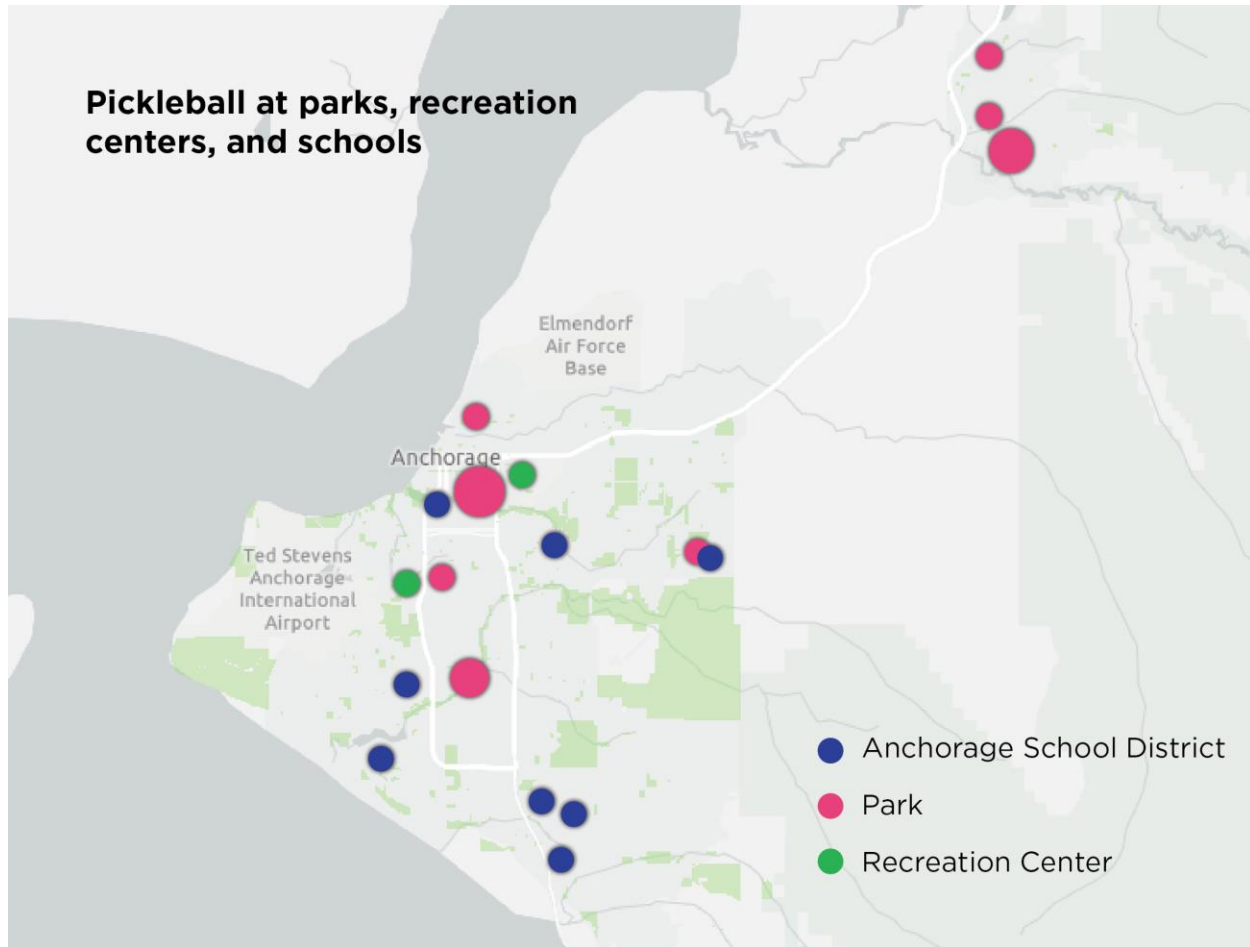 Pickleball at parks, recreation
centers, and schools
Elmendorf
Air Force
Base
Anchorage
Ted Stevens
Anchorage
International
Airport
Anchorage School District
Park
Recreation Center